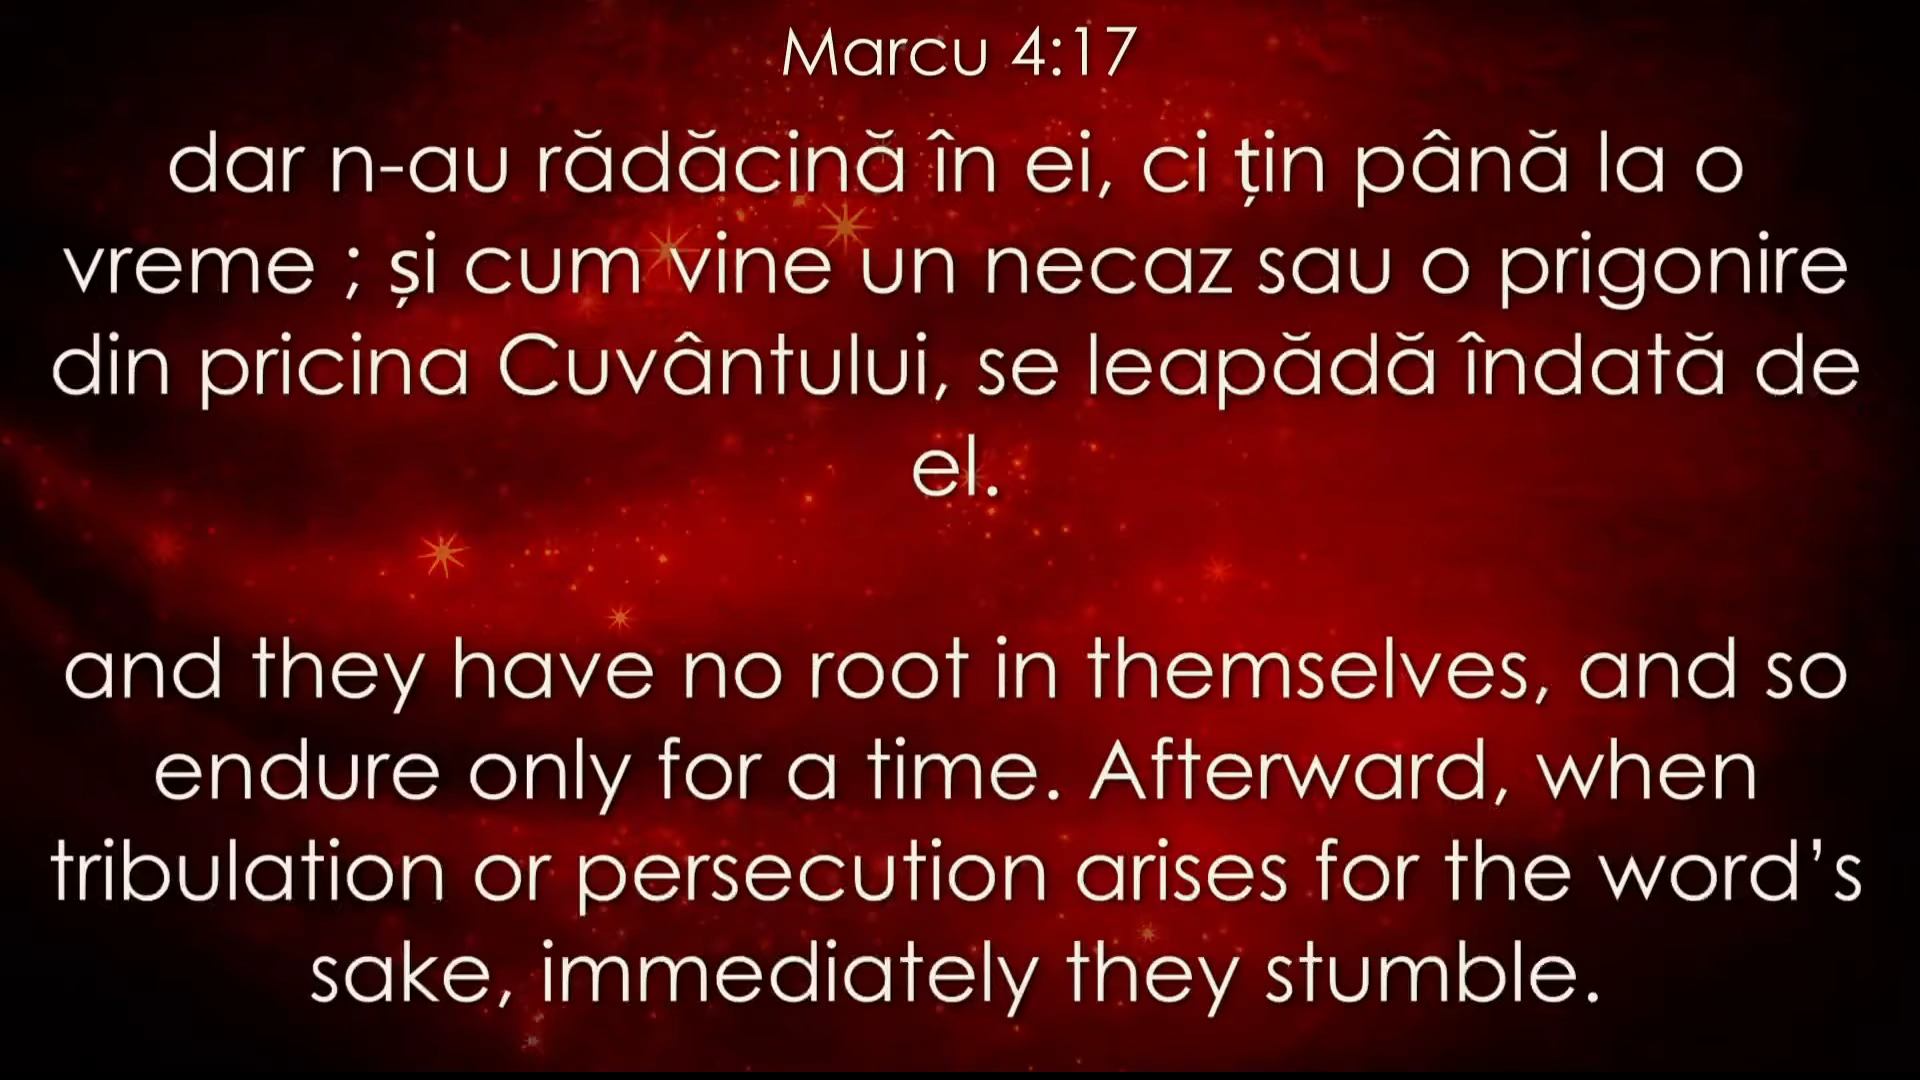 Marcu 4:17
dar n-au rădăcină în ei, ci țin până la o
vreme ; și cum vine un necaz sau o prigonire
din pricina Cuvântului, se leapădă îndată de
el.
and they have no root in themselves, and so
endure only for a time. Afterward, when
tribulation or persecution arises for the word’s
sake, immediately they stumble.